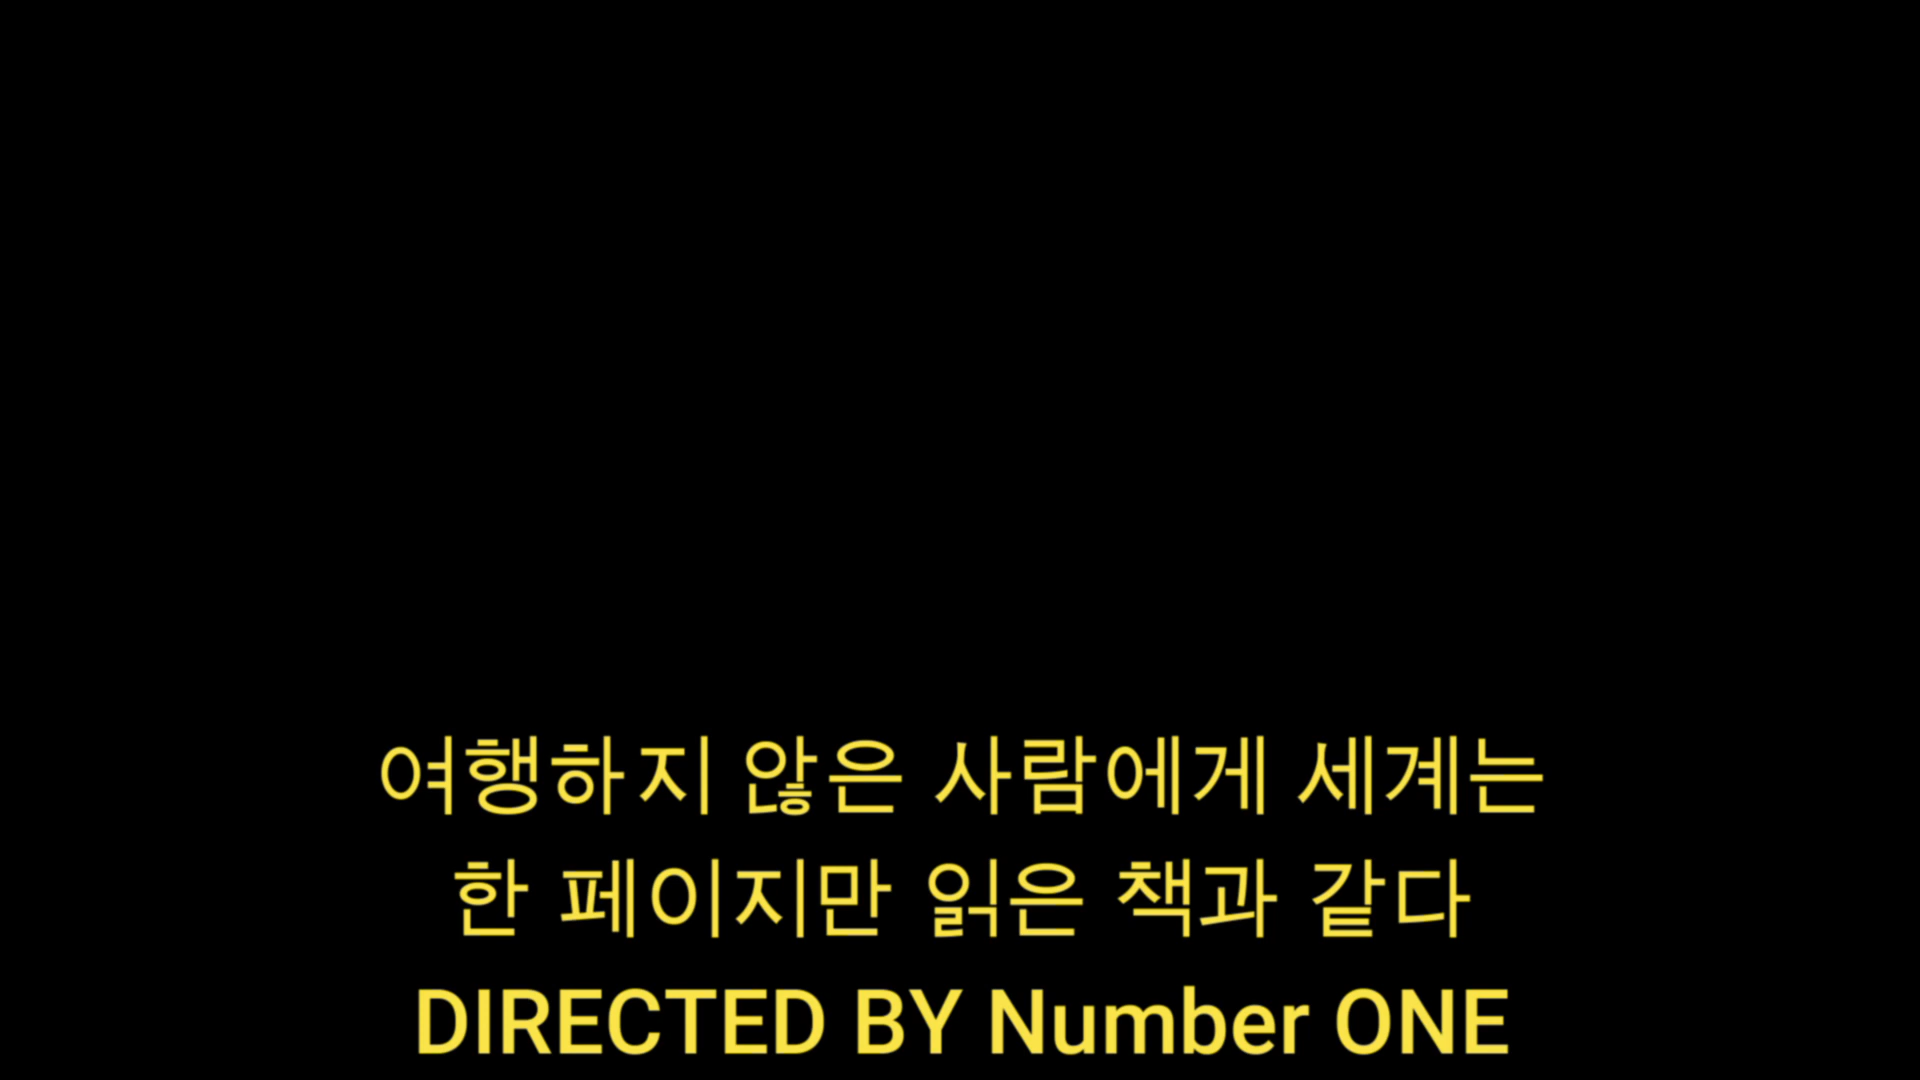 여행하지 않은 사람에게 세계는
한 페이지만 읽은 책과 같다
DIRECTED BY Number ONE